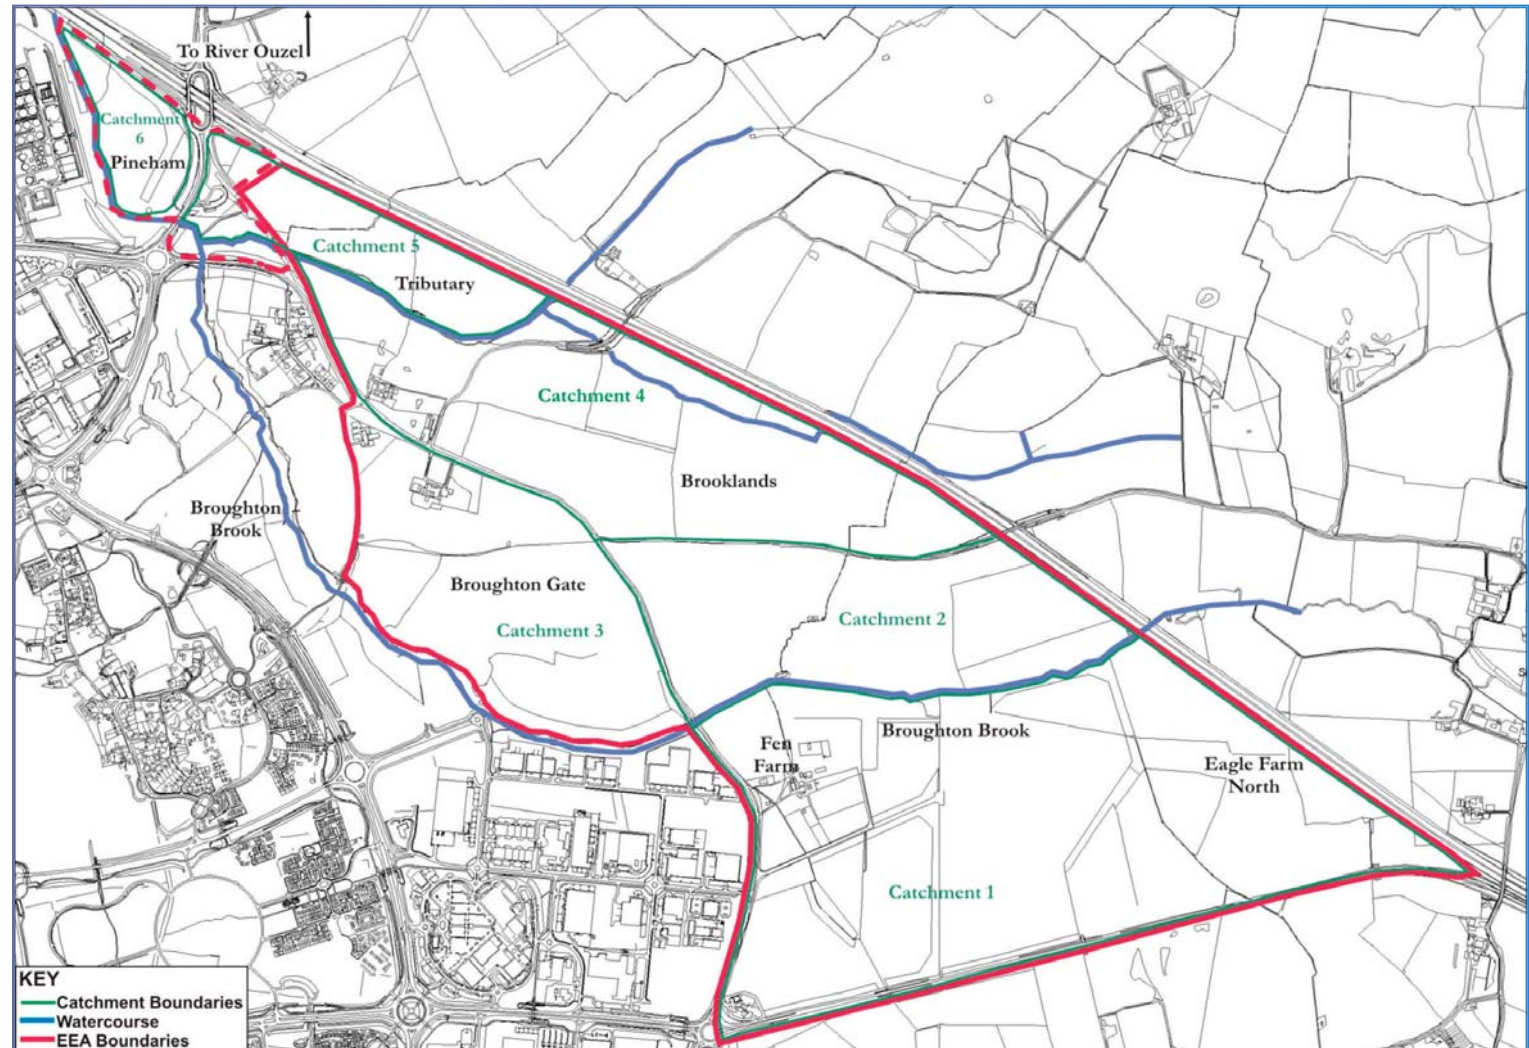 To River Ouzel
Catchment
6
Pineham
Catchment 5
Tributary
Catchment 4
Brooklands
Broughton
Brook
Broughton Gate
Catchment 3
Catchment 2
Broughton Brook
Fen
Farm
Eagle Farm
North
Catchment 1
KEY
Catchment Boundaries
Watercourse
EEA Boundaries